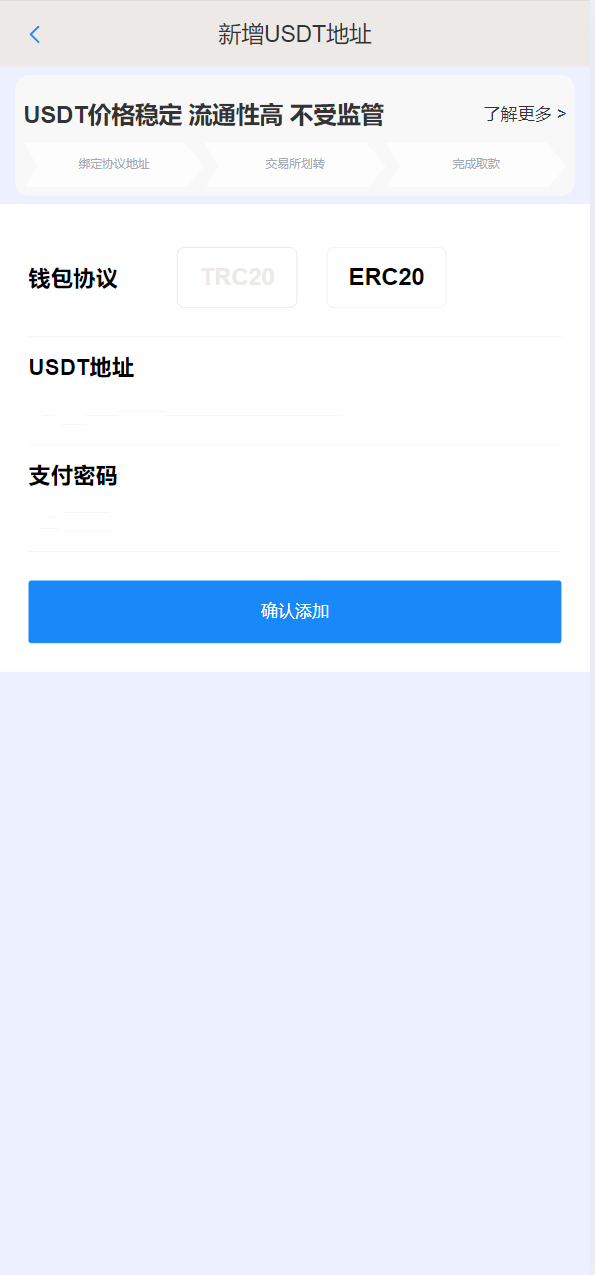 新增USDT地址
USDT价格稳定 流通性高 不受监管
了解更多 >
绑定协议地址
交易所划转
完成取款
钱包协议
TRC20
ERC20
USDT地址
支付密码
确认添加